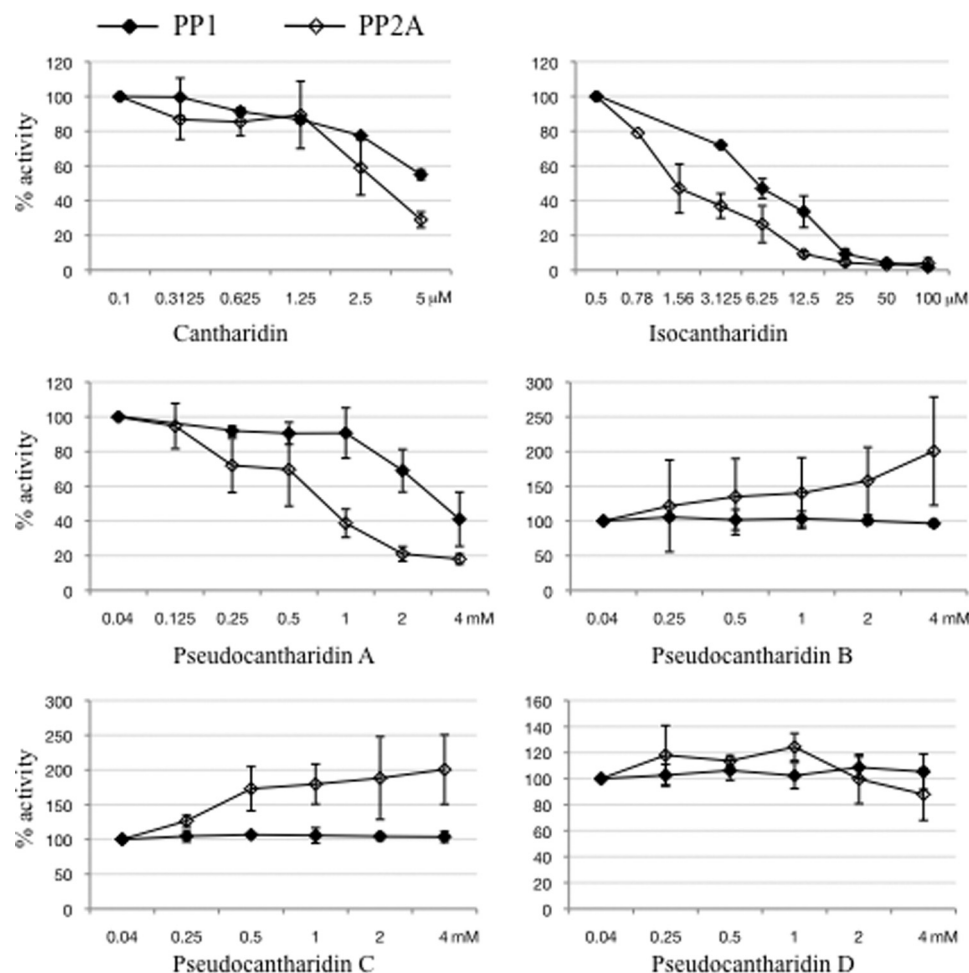 PP1 PP2A
120
100
80
60
40
20
0
% activity
0.1 0.3125 0.625 1.25 2.5 5 μM
Cantharidin
120
100
80
60
40
20
0
0.5 0.78 1.56 3.125 6.25 12.5 25 50 100 μM
Isocantharidin
120
100
80
60
40
20
0
% activity
0.04 0.125 0.25 0.5 1 2 4 mM
Pseudocantharidin A
300
250
200
150
100
50
0
0.04 0.25 0.5 1 2 4 mM
Pseudocantharidin B
300
250
200
150
100
50
0
% activity
0.04 0.25 0.5 1 2 4 mM
Pseudocantharidin C
160
140
120
100
80
60
40
20
0
0.04 0.25 0.5 1 2 4 mM
Pseudocantharidin D